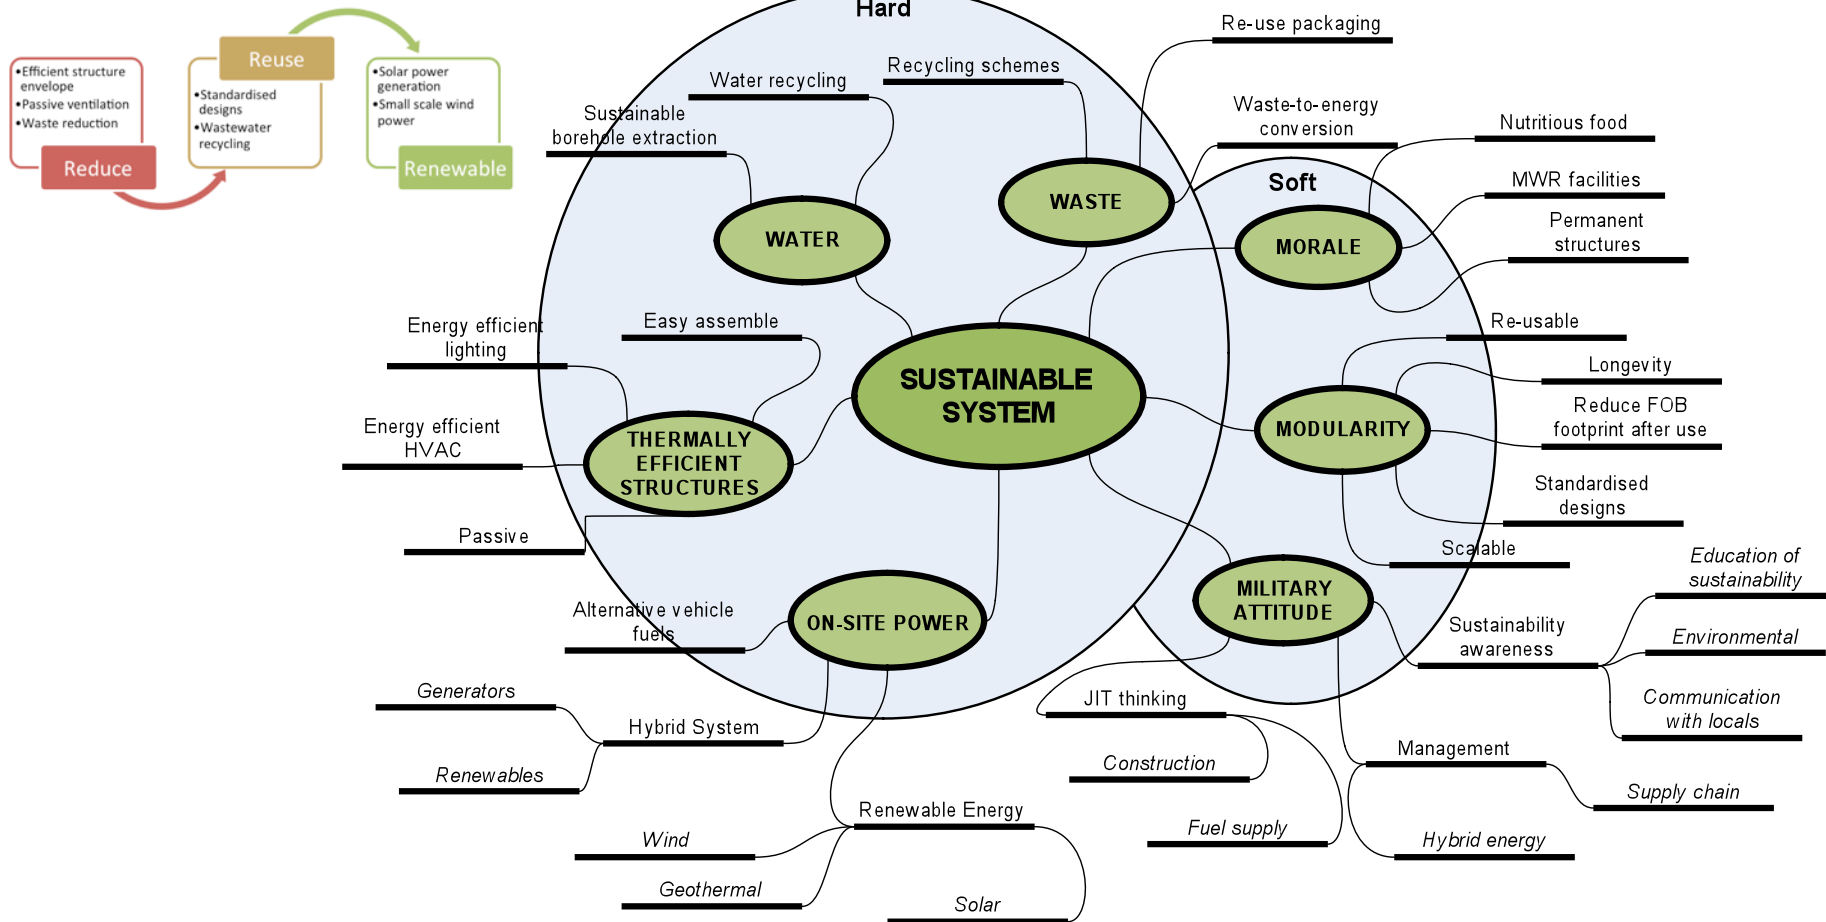 •Efficient structure
envelope
•Passive ventilation
•Waste reduction
Reduce
Reuse
•Standardised
designs
•Wastewater
recycling
•Solar power
generation
•Small scale wind
power
Renewable
Hard
Water recycling
Recycling schemes
Re-use packaging
Sustainable
borehole extraction
Waste-to-energy
conversion
WATER
WASTE
Soft
Nutritious food
MWR facilities
Permanent
structures
MORALE
Energy efficient
lighting
Easy assemble
SUSTAINABLE
SYSTEM
Re-usable
Longevity
Reduce FOB
footprint after use
MODULARITY
Standardised
designs
Scalable
Energy efficient
HVAC
THERMALLY
EFFICIENT
STRUCTURES
Passive
Alternative vehicle
fuels
ON-SITE POWER
MILITARY
ATTITUDE
Education of
sustainability
Sustainability
awareness
Environmental
Communication
with locals
Generators
Hybrid System
Renewables
JIT thinking
Construction
Fuel supply
Management
Supply chain
Hybrid energy
Renewable Energy
Wind
Geothermal
Solar